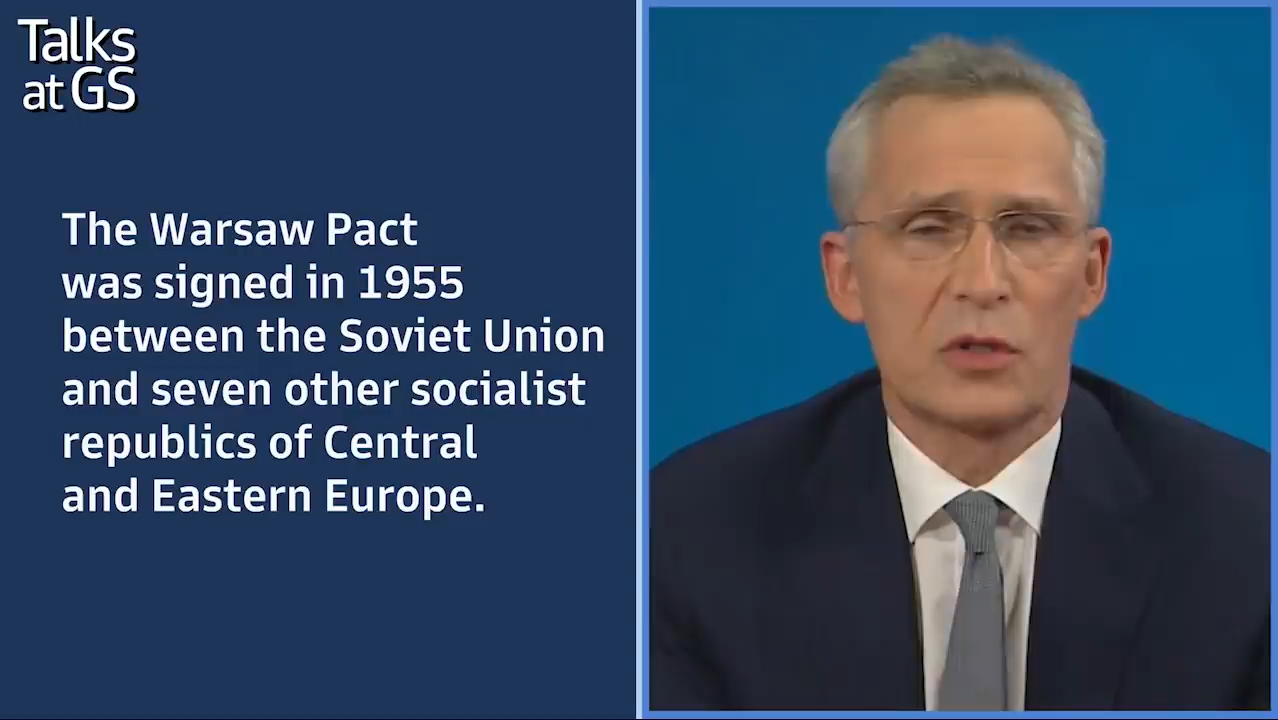 Talks
at GS
The Warsaw Pact
was signed in 1955
between the Soviet Union
and seven other socialist
republics of Central
and Eastern Europe.